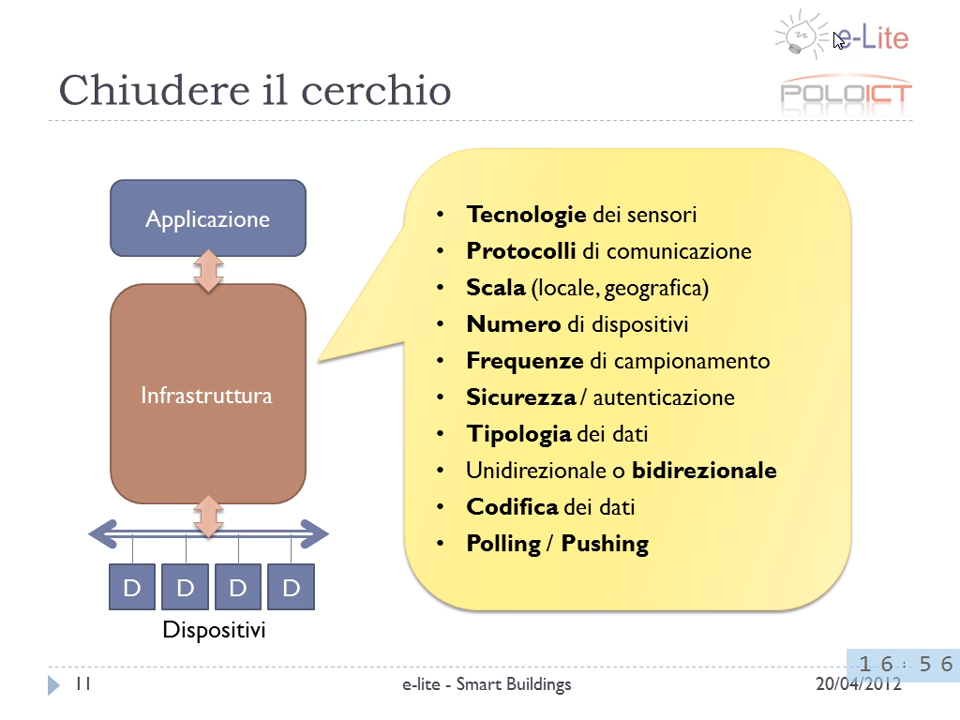 e-Lite
Chiudere il cerchio
POLOICT
Applicazione
Infrastruttura
D D D D
Dispositivi
• Tecnologie dei sensori
• Protocolli di comunicazione
• Scala (locale, geografica)
• Numero di dispositivi
• Frequenze di campionamento
• Sicurezza / autenticazione
• Tipologia dei dati
• Unidirezionale o bidirezionale
• Codifica dei dati
• Polling / Pushing
16:56
11 e-lite - Smart Buildings 20/04/2012